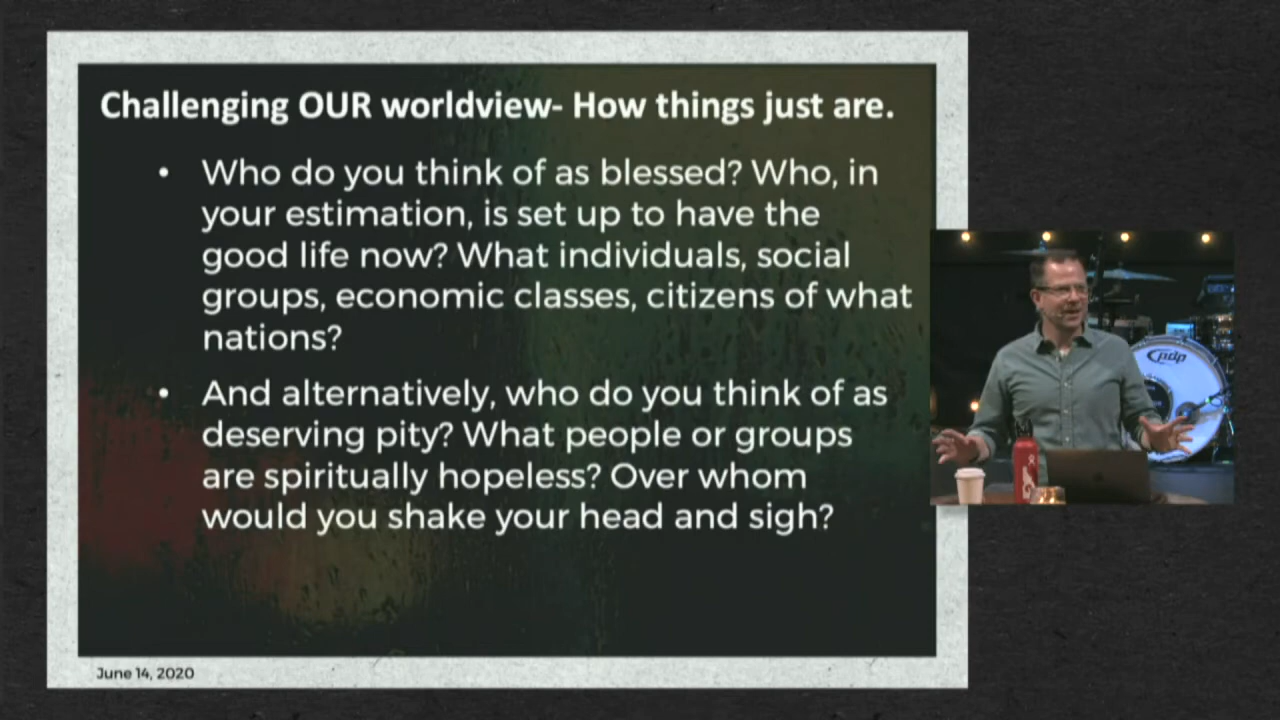 Challenging OUR worldview- How things just are.
• Who do you think of as blessed? Who, in
your estimation, is set up to have the
good life now? What individuals, social
groups, economic classes, citizens of what
nations?
• And alternatively, who do you think of as
deserving pity? What people or groups
are spiritually hopeless? Over whom
would you shake your head and sigh?
pdp
June 14, 2020